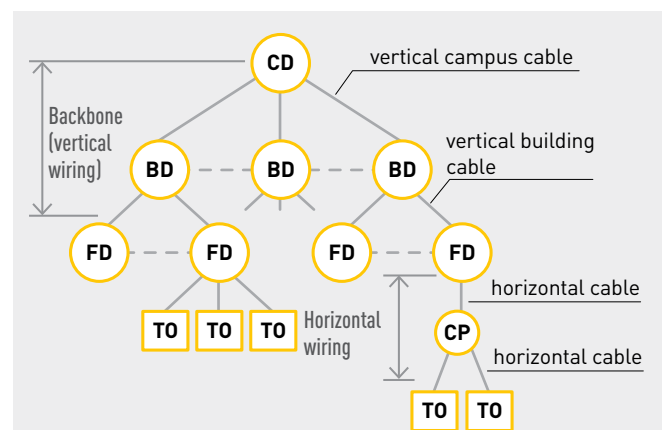 CD
vertical campus cable
Backbone
(vertical
wiring)
vertical building
cable
BD
BD
BD
FD
FD
FD
FD
horizontal cable
TO
TO
TO
Horizontal
wiring
CP
horizontal cable
TO
TO